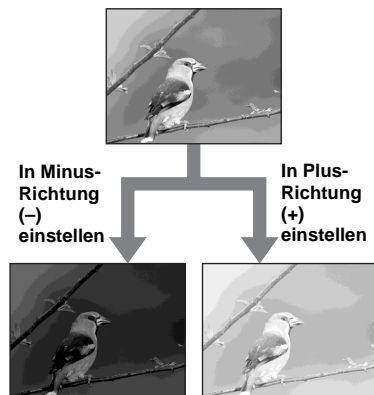 In Minus-
Richtung
(–)
einstellen
In Plus-
Richtung
(+)
einstellen